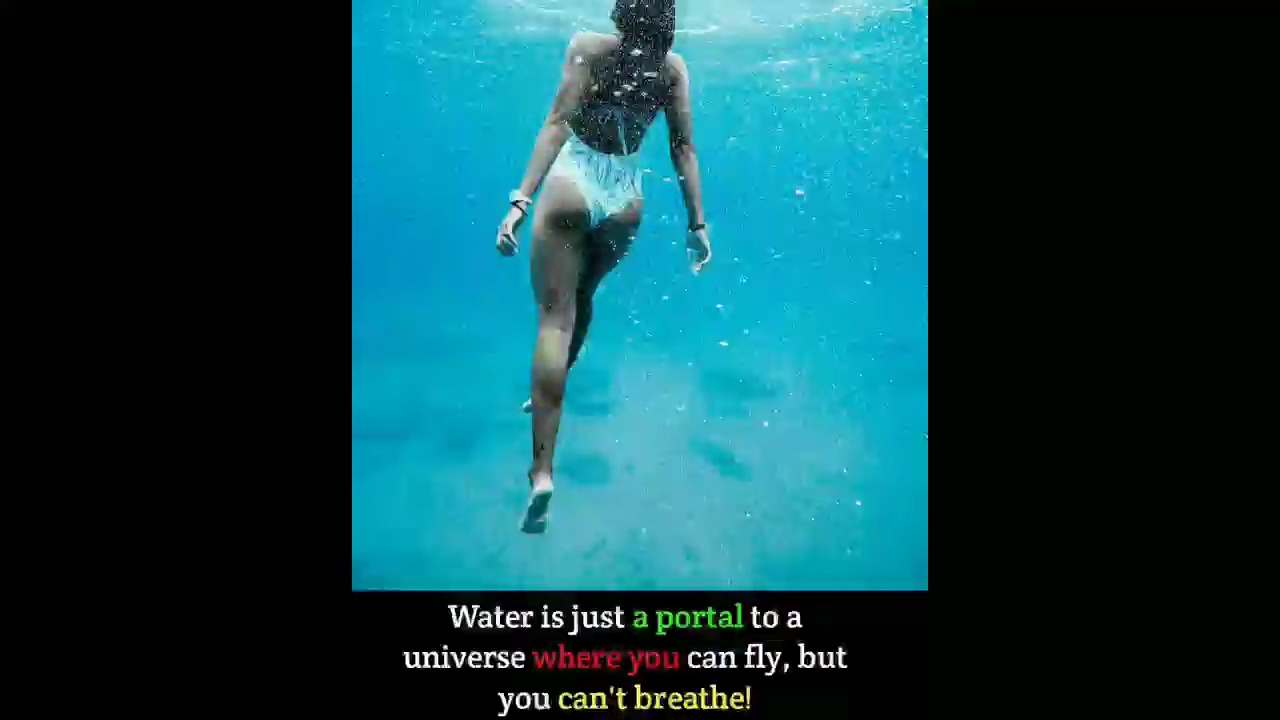 Water is just a portal to a
universe where you can fly, but
you can't breathe!